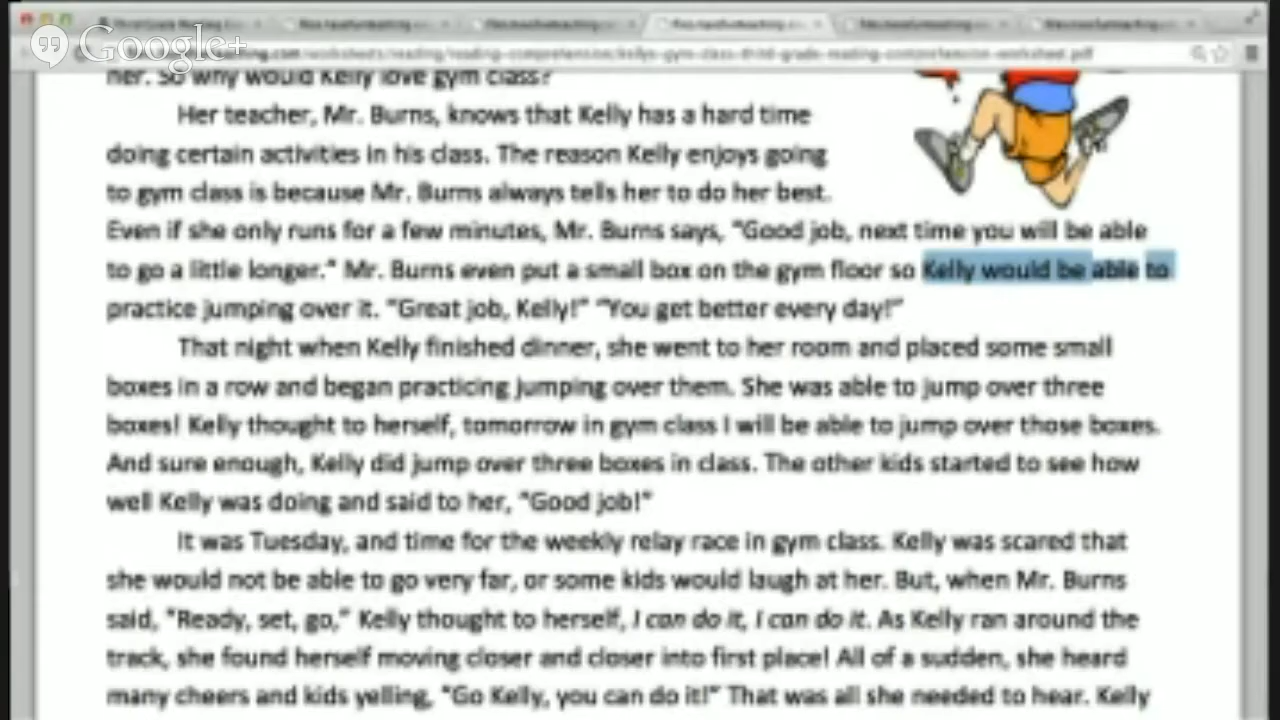 Google+
her. So why would Kelly love gym class?
Her teacher, Mr. Burns, knows that Kelly has a hard time
doing certain activities in his class. The reason Kelly enjoys going
to gym class is because Mr. Burns always tells her to do her best.
Even if she only runs for a few minutes, Mr. Burns says, "Good job, next time you will be able
to go a little longer." Mr. Burns even put a small box on the gym floor so Kelly would be able to
practice jumping over it. "Great job, Kelly!" "You get better every day!"
That night when Kelly finished dinner, she went to her room and placed some small
boxes in a row and began practicing jumping over them. She was able to jump over three
boxes! Kelly thought to herself, tomorrow in gym class I will be able to jump over those boxes.
And sure enough, Kelly did jump over three boxes in class. The other kids started to see how
well Kelly was doing and said to her, "Good job!"
It was Tuesday, and time for the weekly relay race in gym class. Kelly was scared that
she would not be able to go very far, or some kids would laugh at her. But, when Mr. Burns
said, "Ready, set, go," Kelly thought to herself, I can do it, I can do it. As Kelly ran around the
track, she found herself moving closer and closer into first place! All of a sudden, she heard
many cheers and kids yelling, "Go Kelly, you can do it!" That was all she needed to hear. Kelly